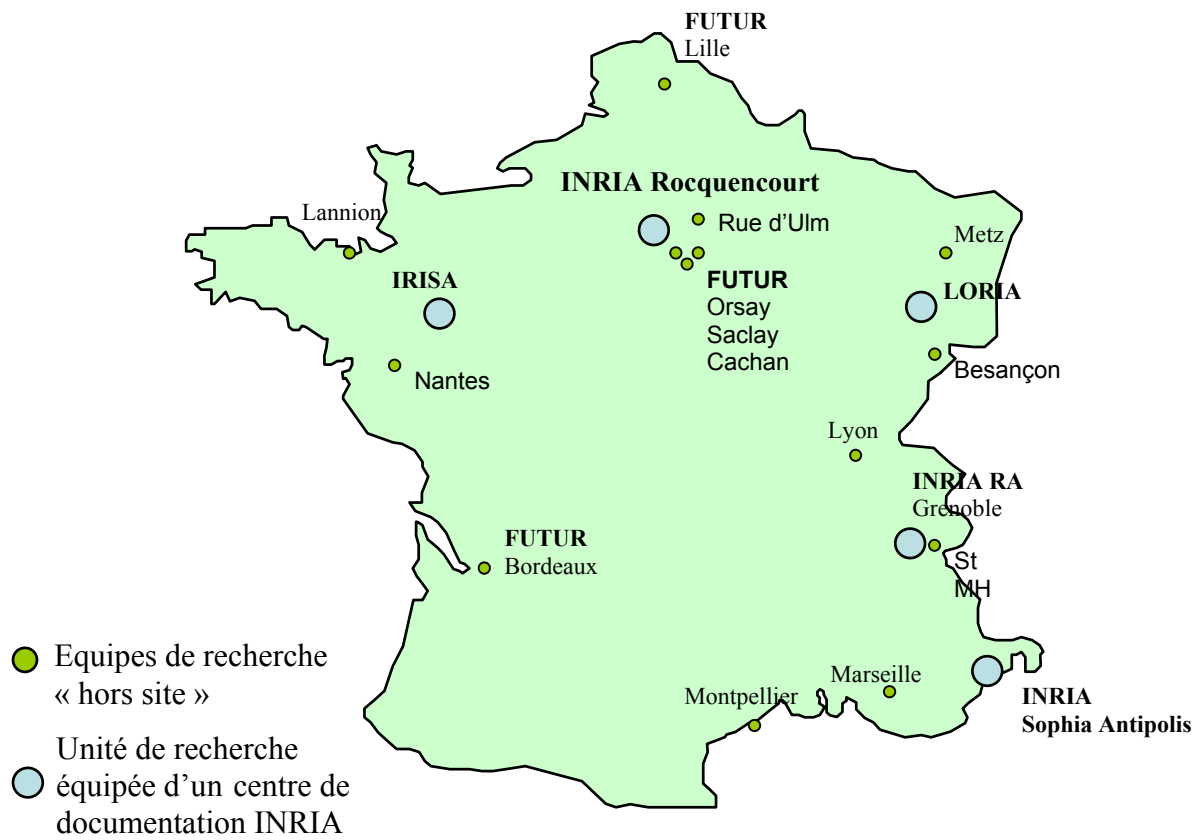 FUTUR
Lille
INRIA Rocquencourt
Lannion
Rue d’Ulm
Metz
IRISA
FUTUR
Orsay
Saclay
Cachan
LORIA
Nantes
Besançon
Lyon
INRIA RA
Grenoble
FUTUR
Bordeaux
St
MH
Equipes de recherche
« hors site »
Marseille
Montpellier
INRIA
Sophia Antipolis
Unité de recherche
équipée d’un centre de
documentation INRIA